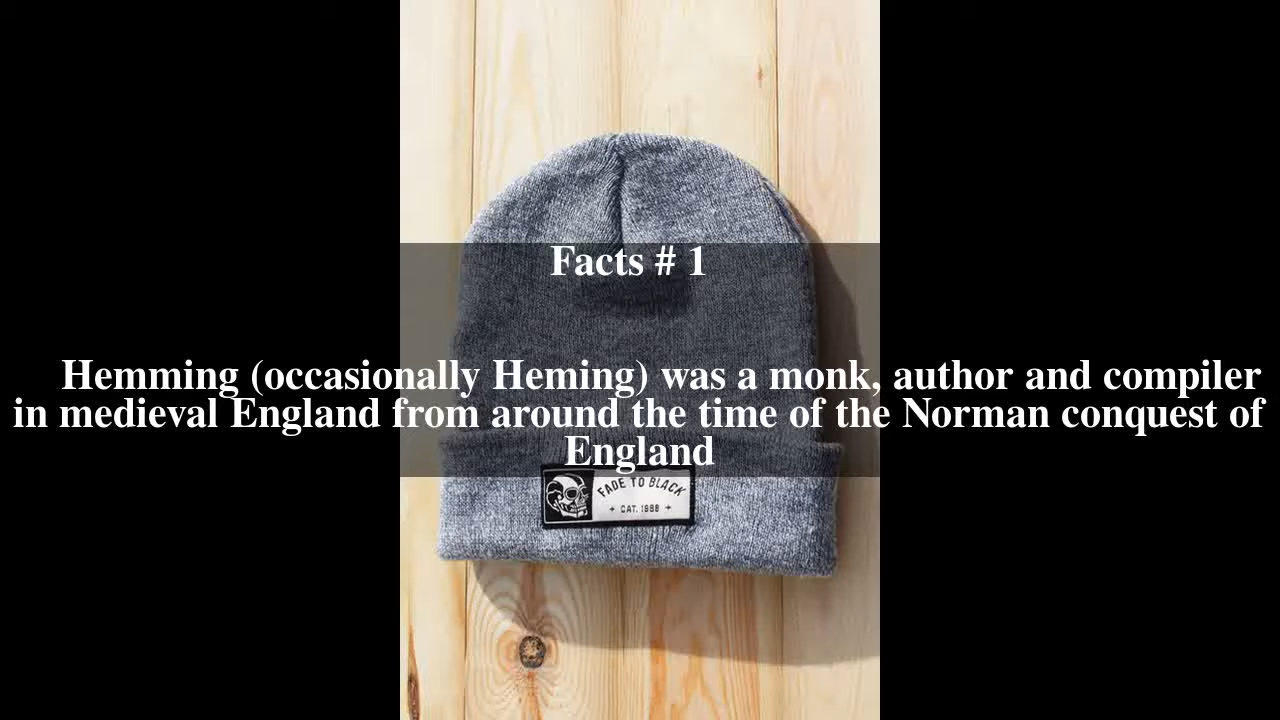 Facts # 1
Hemming (occasionally Heming) was a monk, author and compiler
in medieval England from around the time of the Norman conquest of
England
FADE TO BLACK
+ CAT. 1988 +